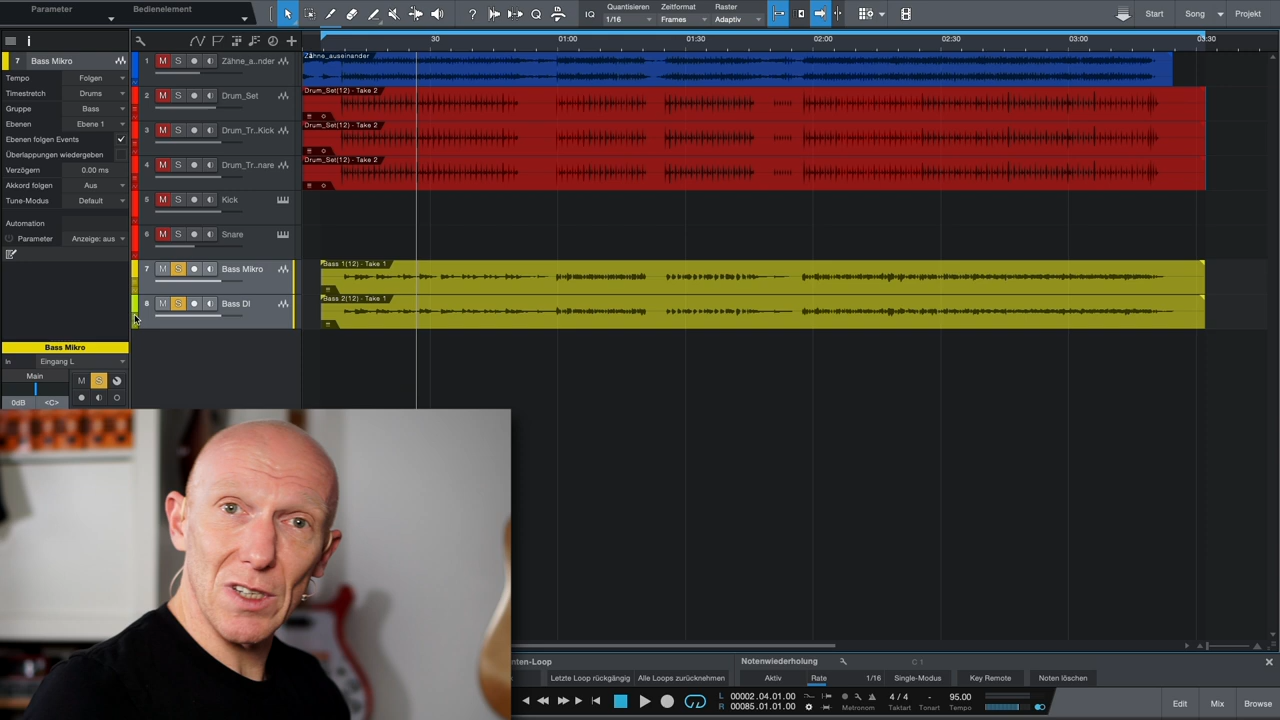 Parameter Bedienelement
IQ Quantisieren Zeitformat Raster
1/16 Frames Adaptiv
Start Song Projekt
30 01:00 01:30 02:00 02:30 03:00 03:30
7 Bass Mikro
Tempo Folgen
Timestretch Drums
Gruppe Bass
Ebenen Ebene 1
Ebenen folgen Events
Überlappungen wiedergeben
Verzögern 0.00 ms
Akkord folgen Aus
Tune-Modus Default
Automation
Parameter Anzeige: aus
1 M S Zähne_a...nder
2 M S Drum_Set
3 M S Drum_Tr...Kick
4 M S Drum_Tr...nare
5 M S Kick
6 M S Snare
7 M S Bass Mikro
8 M S Bass DI
Zähne_auseinander
Drum_Set(12) - Take 2
Drum_Set(12) - Take 2
Drum_Set(12) - Take 2
Bass 1(12) - Take 1
Bass 2(12) - Take 1
Bass Mikro
In Eingang L
Main M S
0dB <C>
nten-Loop Notenwiederholung C 1
Letzte Loop rückgängig Alle Loops zurücknehmen Aktiv Rate 1/16 Single-Modus Key Remote Noten löschen
L 00002.04.01.00
R 00085.01.01.00
4 / 4 - 95.00
Metronom Taktart Tonart Tempo
Edit Mix Browse